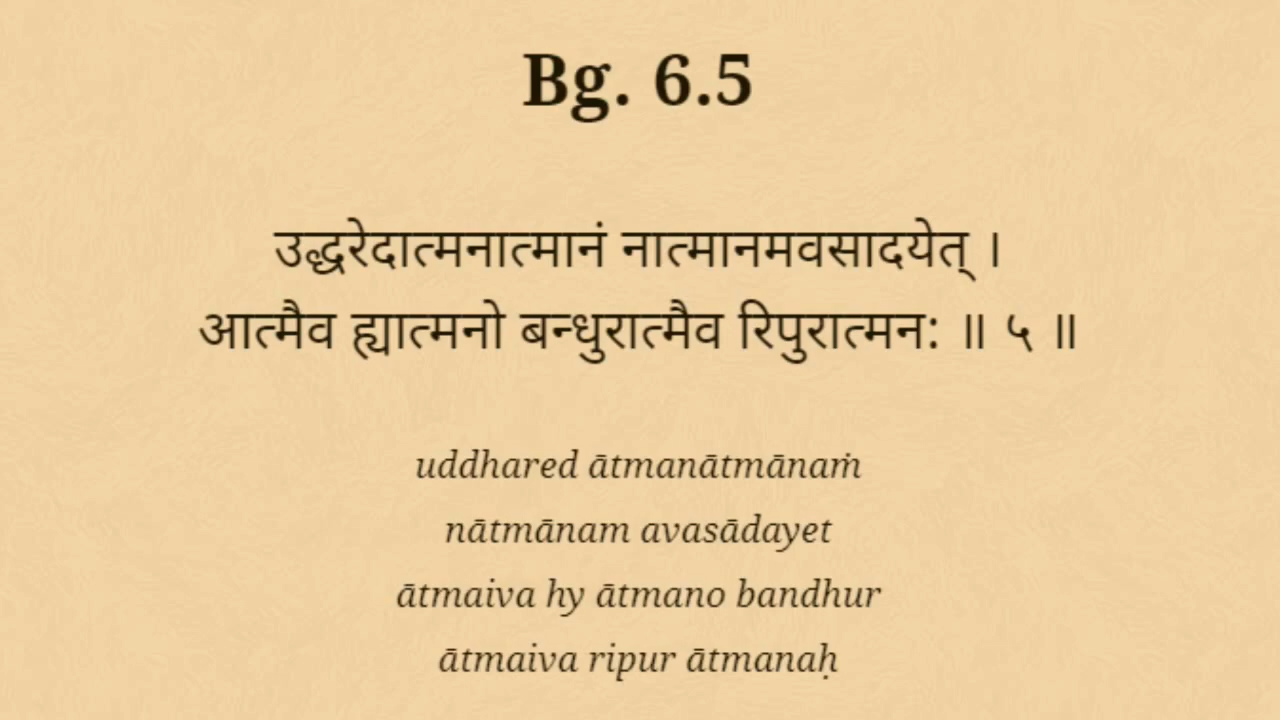 Bg. 6.5
उद्धरेदात्मनात्मानं नात्मानमवसादयेत् ।
आत्मैव ह्यात्मनो बन्धुरात्मैव रिपुरात्मन: ॥ ५ ॥
uddhared ātmanātmānaṁ
nātmānam avasādayet
ātmaiva hy ātmano bandhur
ātmaiva ripur ātmanaḥ